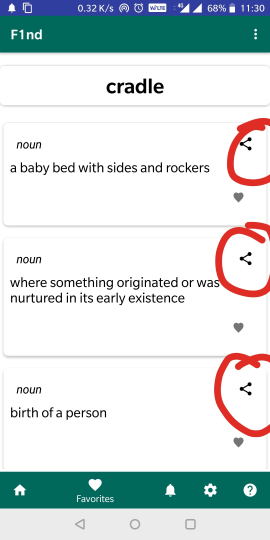 0.32 K/s VoLTE 4G 68% 11:30
F1nd
cradle
noun
a baby bed with sides and rockers
noun
where something originated or was
nurtured in its early existence
noun
birth of a person
Favorites
?